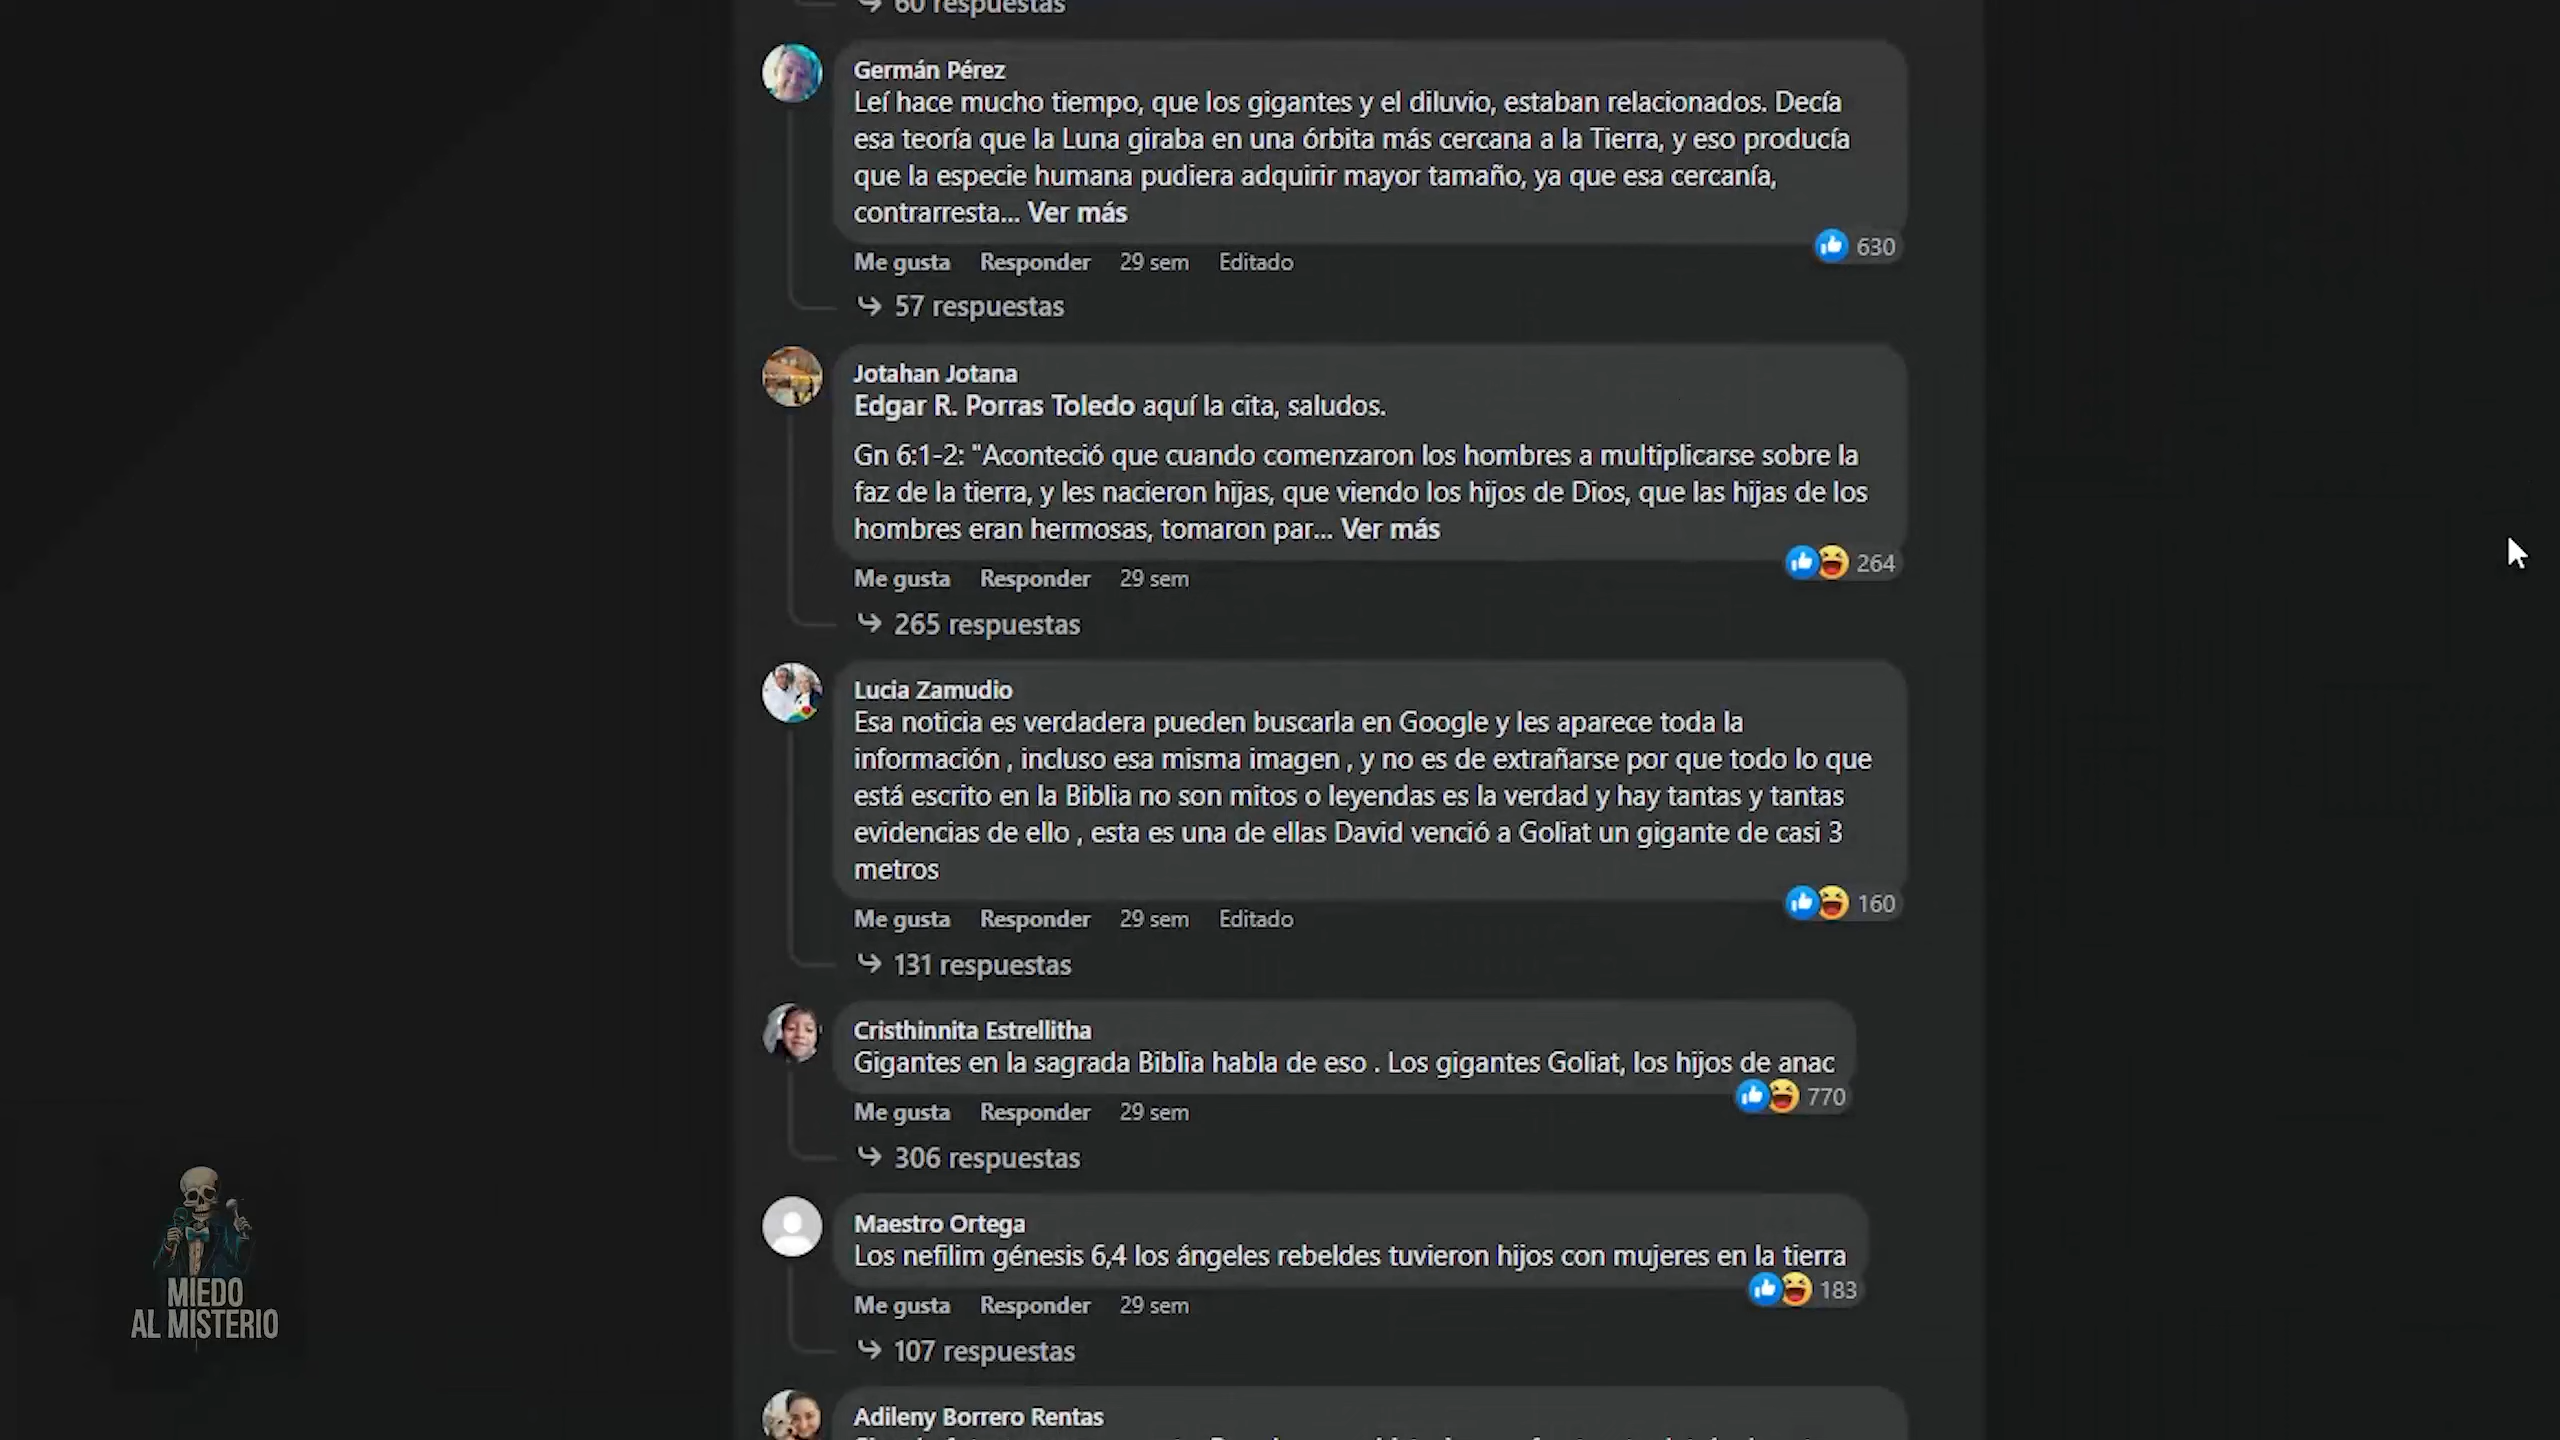 60 respuestas
Germán Pérez
Leí hace mucho tiempo, que los gigantes y el diluvio, estaban relacionados. Decía
esa teoría que la Luna giraba en una órbita más cercana a la Tierra, y eso producía
que la especie humana pudiera adquirir mayor tamaño, ya que esa cercanía,
contrarresta... Ver más
630
Me gusta Responder 29 sem Editado
57 respuestas
Jotahan Jotana
Edgar R. Porras Toledo aquí la cita, saludos.
Gn 6:1-2: "Aconteció que cuando comenzaron los hombres a multiplicarse sobre la
faz de la tierra, y les nacieron hijas, que viendo los hijos de Dios, que las hijas de los
hombres eran hermosas, tomaron par... Ver más
264
Me gusta Responder 29 sem
265 respuestas
Lucia Zamudio
Esa noticia es verdadera pueden buscarla en Google y les aparece toda la
información , incluso esa misma imagen , y no es de extrañarse por que todo lo que
está escrito en la Biblia no son mitos o leyendas es la verdad y hay tantas y tantas
evidencias de ello , esta es una de ellas David venció a Goliat un gigante de casi 3
metros
160
Me gusta Responder 29 sem Editado
131 respuestas
Cristhinnita Estrellitha
Gigantes en la sagrada Biblia habla de eso . Los gigantes Goliat, los hijos de anac
770
Me gusta Responder 29 sem
306 respuestas
Maestro Ortega
Los nefilim génesis 6,4 los ángeles rebeldes tuvieron hijos con mujeres en la tierra
183
Me gusta Responder 29 sem
107 respuestas
Adileny Borrero Rentas
MIEDO
AL MISTERIO